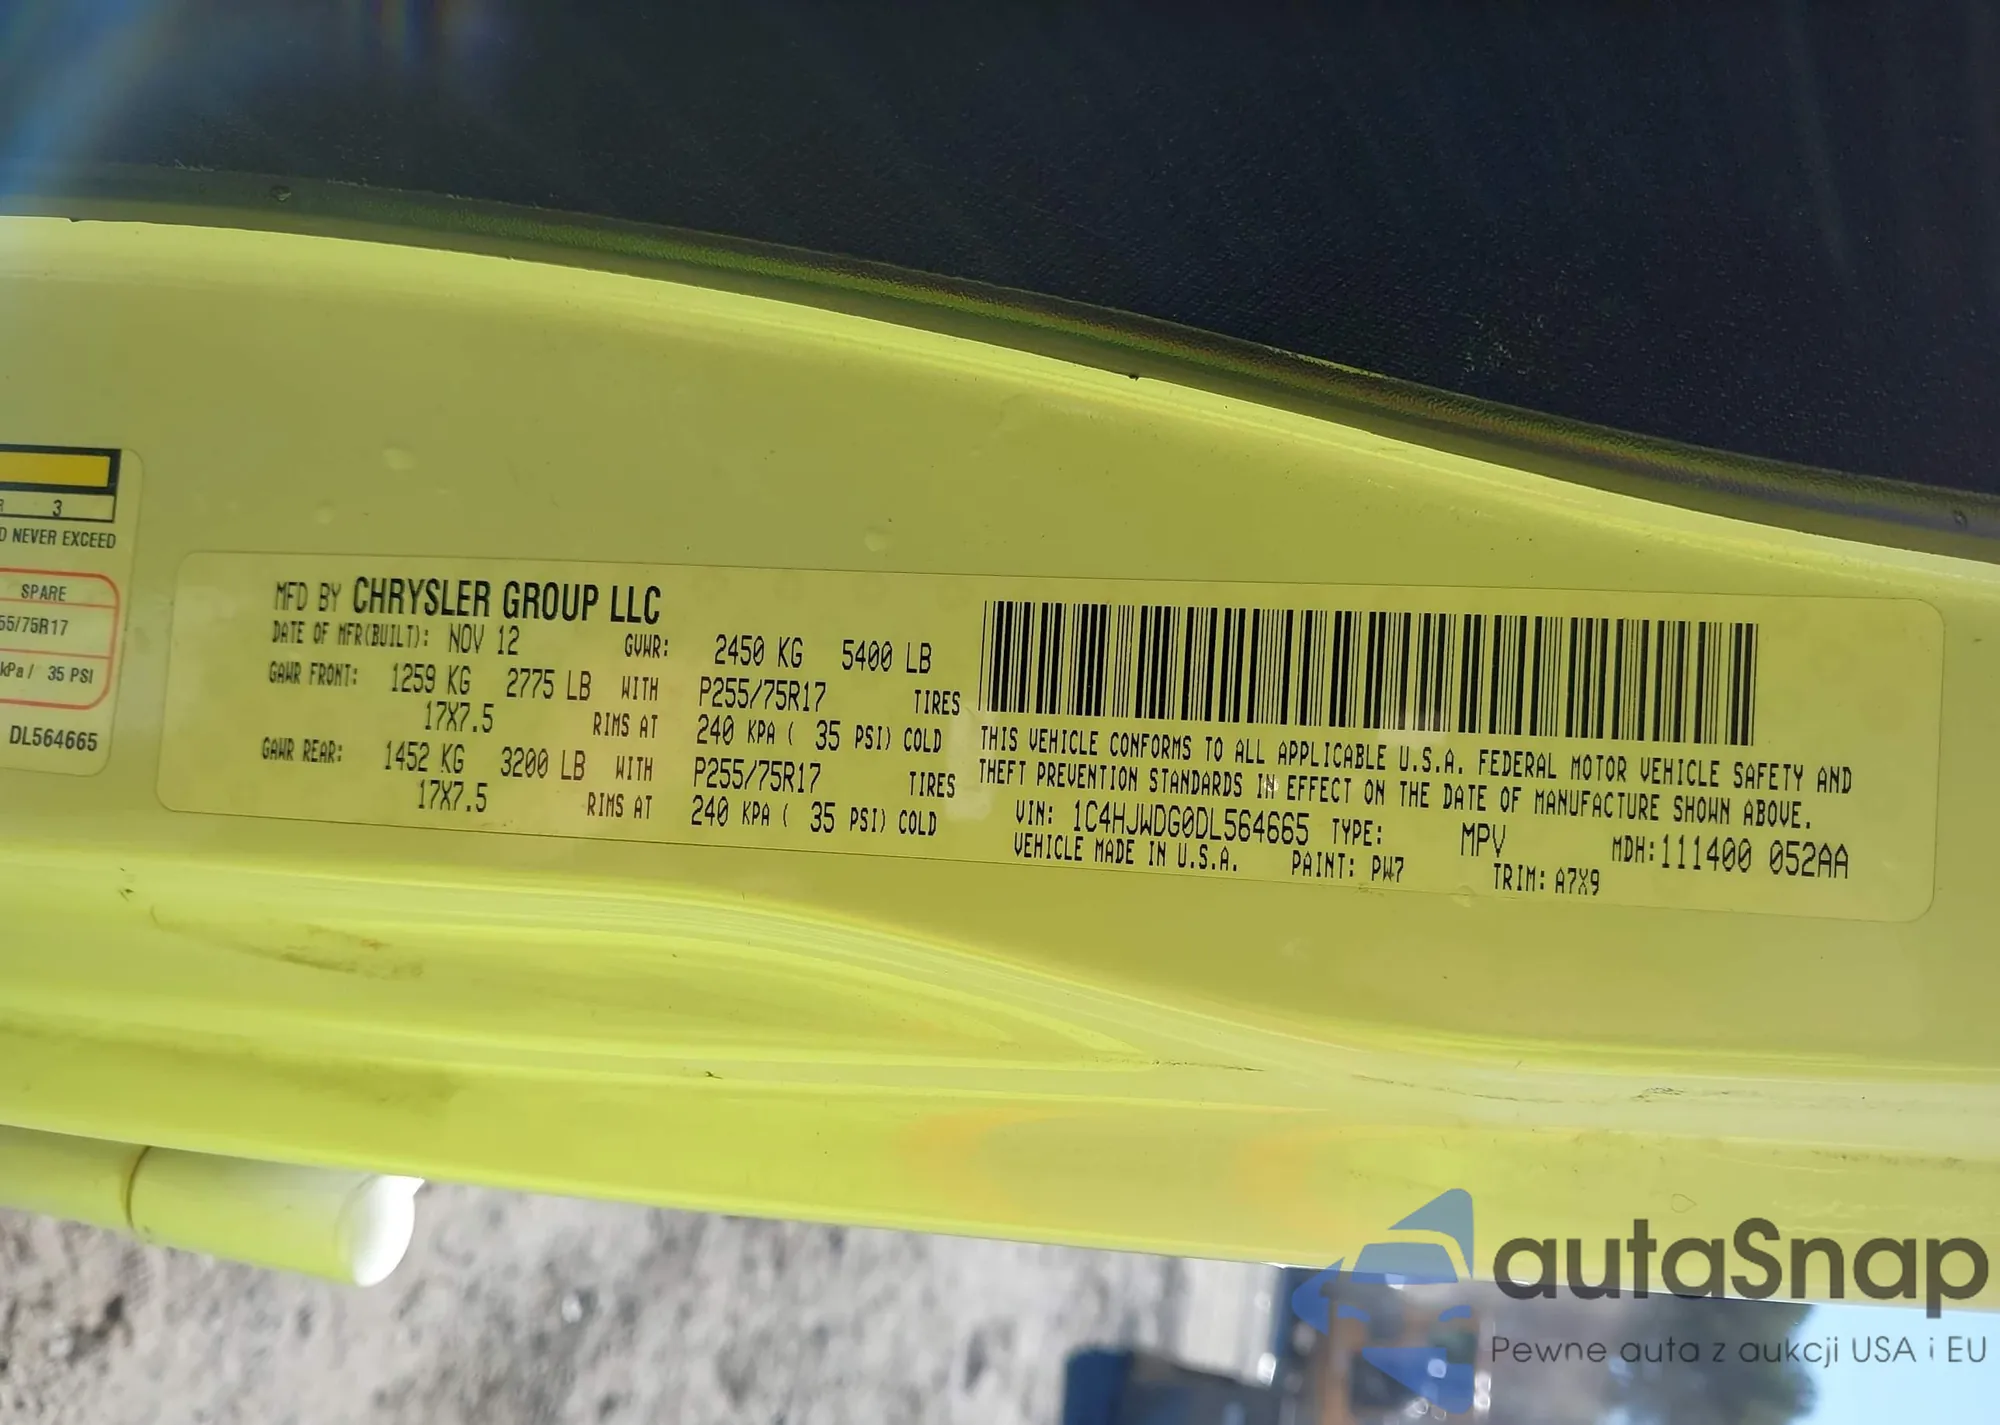 3
D NEVER EXCEED
SPARE
55/75R17
kPa / 35 PSI
DL564665
MFD BY CHRYSLER GROUP LLC
DATE OF MFR(BUILT): NOV 12 GVWR: 2450 KG 5400 LB
GAWR FRONT: 1259 KG 2775 LB WITH P255/75R17 TIRES
17X7.5 RIMS AT 240 KPA ( 35 PSI) COLD
GAWR REAR: 1452 KG 3200 LB WITH P255/75R17 TIRES
17X7.5 RIMS AT 240 KPA ( 35 PSI) COLD
THIS VEHICLE CONFORMS TO ALL APPLICABLE U.S.A. FEDERAL MOTOR VEHICLE SAFETY AND
THEFT PREVENTION STANDARDS IN EFFECT ON THE DATE OF MANUFACTURE SHOWN ABOVE.
VIN: 1C4HJWDG0DL564665 TYPE: MPV MDH:111400 052AA
VEHICLE MADE IN U.S.A. PAINT: PW7 TRIM: A7X9
autaSnap
Pewne auta z aukcji USA i EU